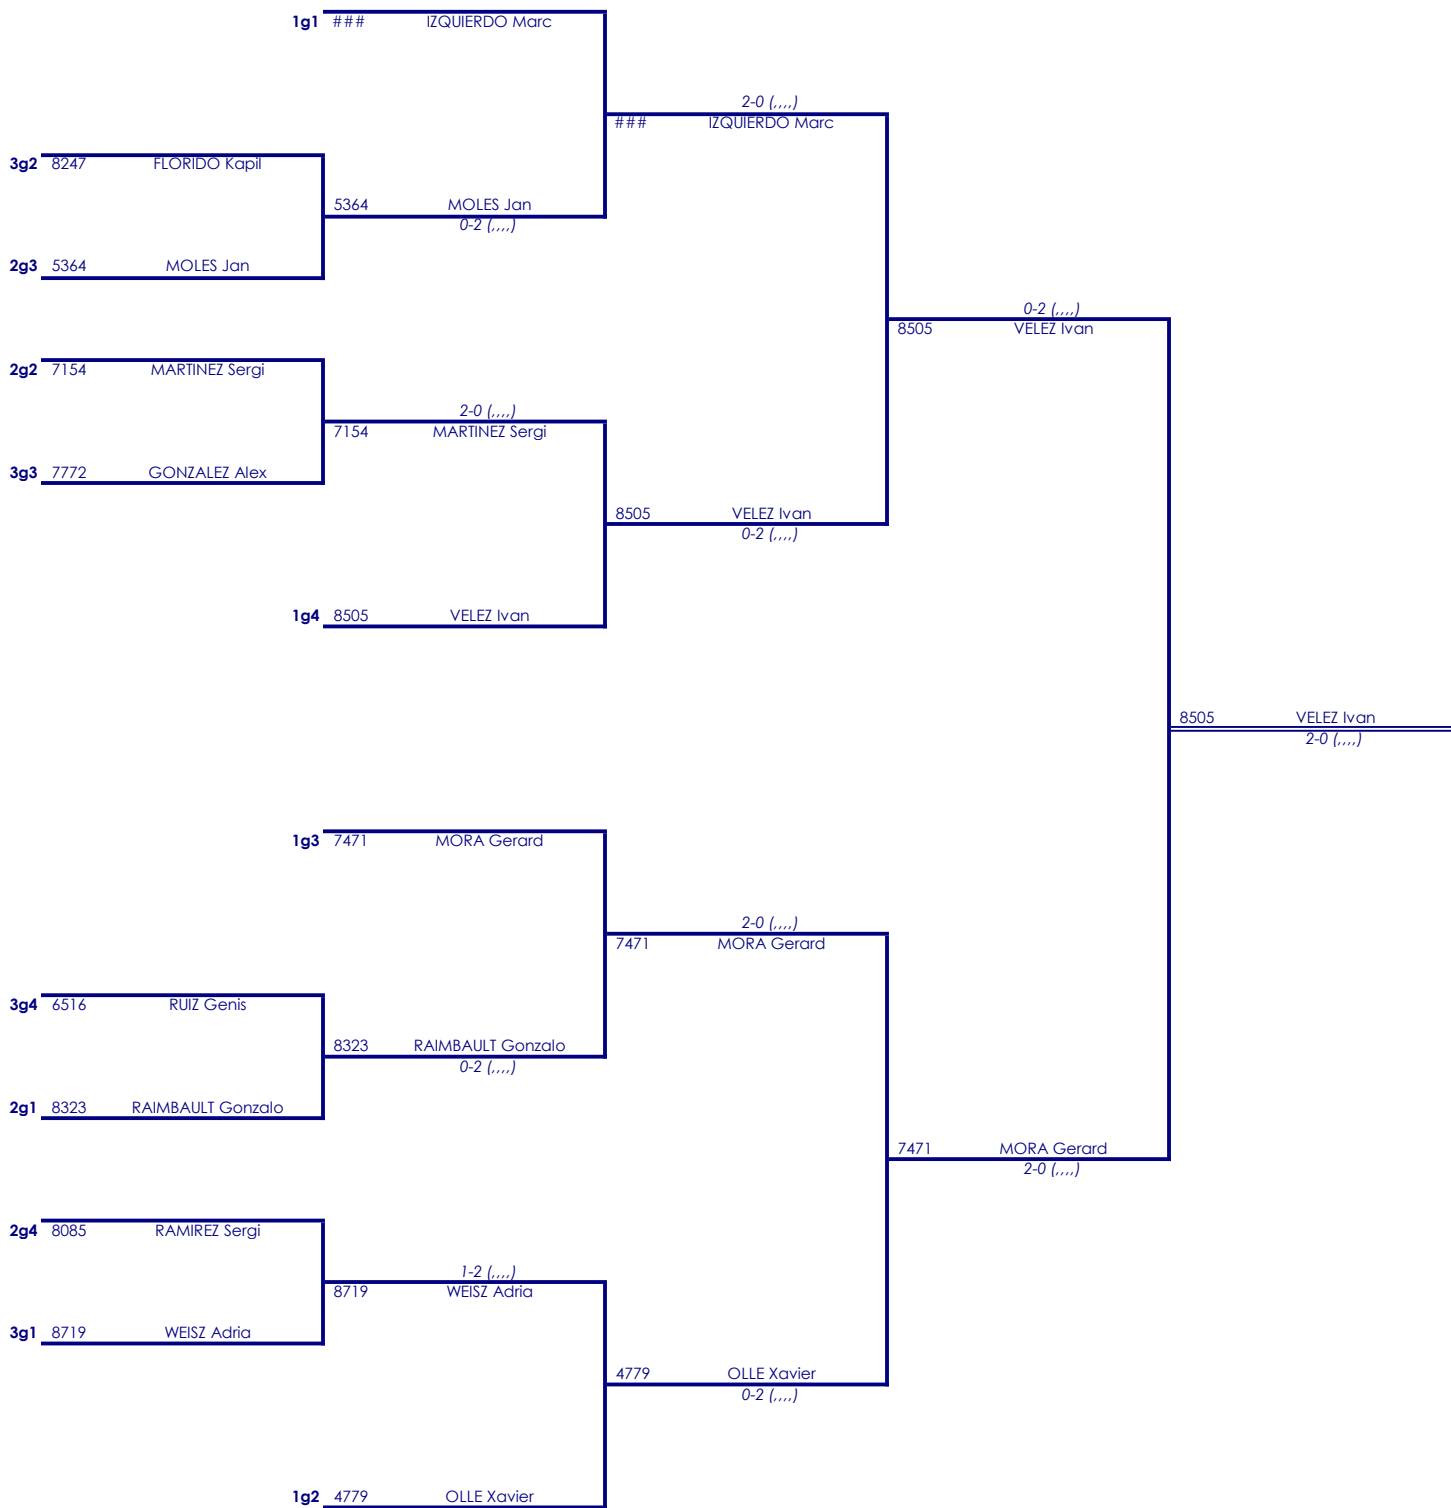 1g1 ### IZQUIERDO Marc
2-0 (,,,,)
### IZQUIERDO Marc
3g2 8247 FLORIDO Kapil
5364 MOLES Jan
0-2 (,,,,)
2g3 5364 MOLES Jan
0-2 (,,,,)
8505 VELEZ Ivan
2g2 7154 MARTINEZ Sergi
2-0 (,,,,)
7154 MARTINEZ Sergi
3g3 7772 GONZALEZ Alex
8505 VELEZ Ivan
0-2 (,,,,)
1g4 8505 VELEZ Ivan
8505 VELEZ Ivan
2-0 (,,,,)
1g3 7471 MORA Gerard
2-0 (,,,,)
7471 MORA Gerard
3g4 6516 RUIZ Genis
8323 RAIMBAULT Gonzalo
0-2 (,,,,)
2g1 8323 RAIMBAULT Gonzalo
7471 MORA Gerard
2-0 (,,,,)
2g4 8085 RAMIREZ Sergi
1-2 (,,,,)
8719 WEISZ Adria
3g1 8719 WEISZ Adria
4779 OLLE Xavier
0-2 (,,,,)
1g2 4779 OLLE Xavier